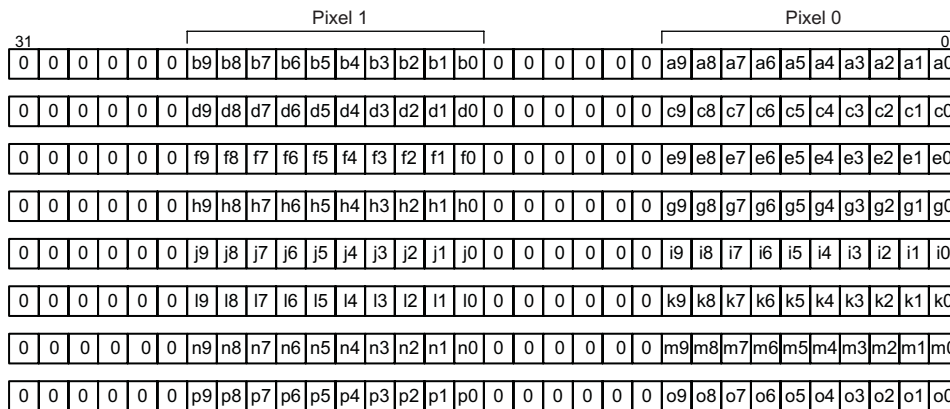 Pixel 1 Pixel 0
31 0
0 0 0 0 0 0 b9 b8 b7 b6 b5 b4 b3 b2 b1 b0 0 0 0 0 0 0 a9 a8 a7 a6 a5 a4 a3 a2 a1 a0
0 0 0 0 0 0 d9 d8 d7 d6 d5 d4 d3 d2 d1 d0 0 0 0 0 0 0 c9 c8 c7 c6 c5 c4 c3 c2 c1 c0
0 0 0 0 0 0 f9 f8 f7 f6 f5 f4 f3 f2 f1 f0 0 0 0 0 0 0 e9 e8 e7 e6 e5 e4 e3 e2 e1 e0
0 0 0 0 0 0 h9 h8 h7 h6 h5 h4 h3 h2 h1 h0 0 0 0 0 0 0 g9 g8 g7 g6 g5 g4 g3 g2 g1 g0
0 0 0 0 0 0 j9 j8 j7 j6 j5 j4 j3 j2 j1 j0 0 0 0 0 0 0 i9 i8 i7 i6 i5 i4 i3 i2 i1 i0
0 0 0 0 0 0 l9 l8 l7 l6 l5 l4 l3 l2 l1 l0 0 0 0 0 0 0 k9 k8 k7 k6 k5 k4 k3 k2 k1 k0
0 0 0 0 0 0 n9 n8 n7 n6 n5 n4 n3 n2 n1 n0 0 0 0 0 0 0 m9 m8 m7 m6 m5 m4 m3 m2 m1 m0
0 0 0 0 0 0 p9 p8 p7 p6 p5 p4 p3 p2 p1 p0 0 0 0 0 0 0 o9 o8 o7 o6 o5 o4 o3 o2 o1 o0